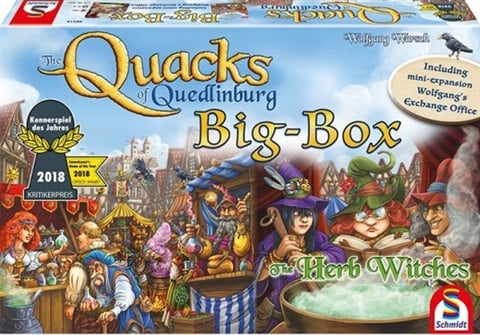 Schmidt
Wolfgang Warsch
The
Quacks
of Quedlinburg
Big-Box
Including
mini-expansion
Wolfgang's
Exchange Office
Kennerspiel
des Jahres
2018
KRITIKERPREIS
2018
The Herb Witches
Schmidt